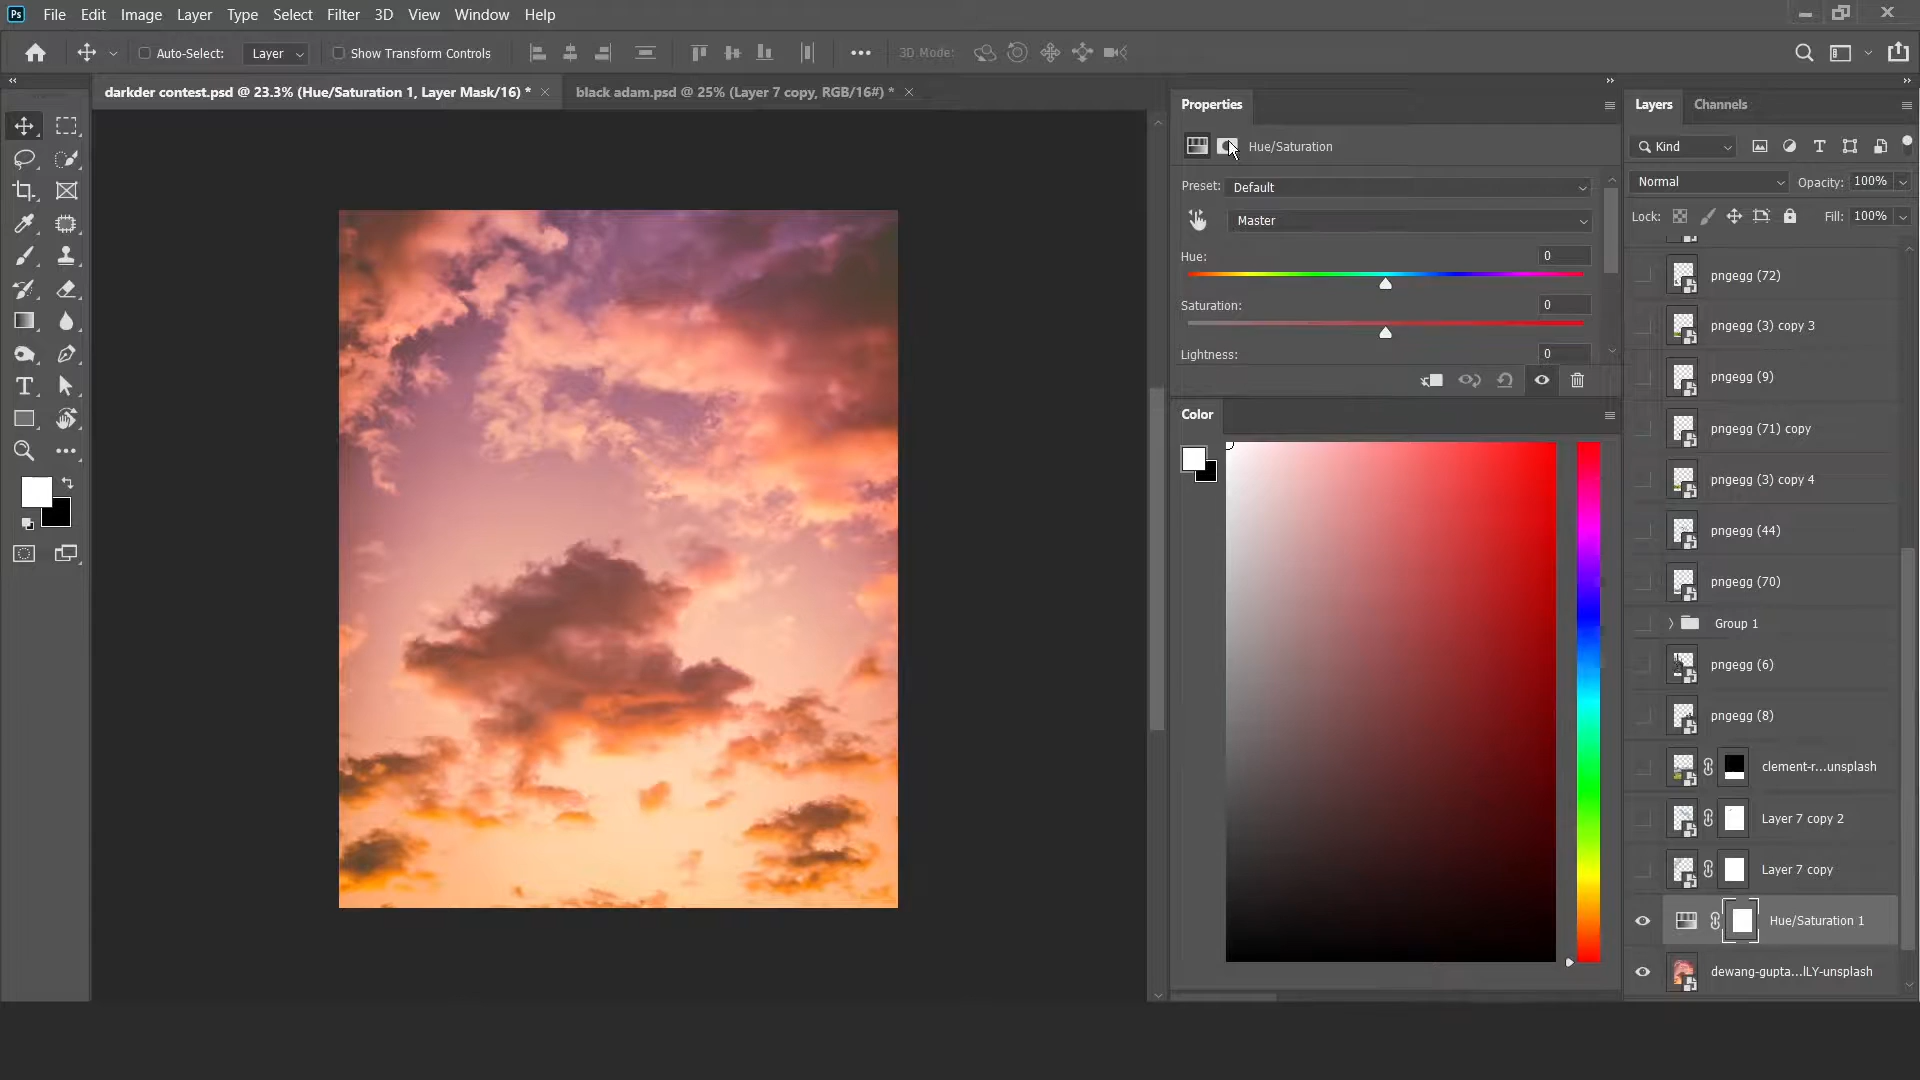 Ps File Edit Image Layer Type Select Filter 3D View Window Help
Auto-Select: Layer Show Transform Controls 3D Mode:
darkder contest.psd @ 23.3% (Hue/Saturation 1, Layer Mask/16) *
black adam.psd @ 25% (Layer 7 copy, RGB/16#) *
Properties
Hue/Saturation
Preset: Default
Master
Hue: 0
Saturation: 0
Lightness: 0
Color
Layers Channels
Kind
Normal Opacity: 100%
Lock: Fill: 100%
pngegg (72)
pngegg (3) copy 3
pngegg (9)
pngegg (71) copy
pngegg (3) copy 4
pngegg (44)
pngegg (70)
Group 1
pngegg (6)
pngegg (8)
clement-r...unsplash
Layer 7 copy 2
Layer 7 copy
Hue/Saturation 1
dewang-gupta...lLY-unsplash